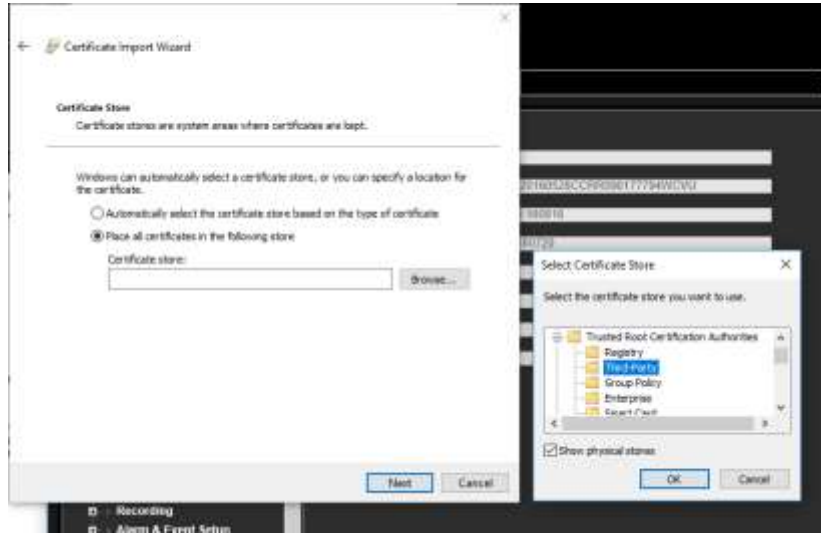 Certificate Import Wizard
Certificate Store
Certificate stores are system areas where certificates are kept.
Windows can automatically select a certificate store, or you can specify a location for
the certificate.
Automatically select the certificate store based on the type of certificate
Place all certificates in the following store
Certificate store:
Browse...
Next
Cancel
Select Certificate Store
Select the certificate store you want to use.
Trusted Root Certification Authorities
Registry
Third-Party
Group Policy
Enterprise
Smart Card
Show physical stores
OK
Cancel
Recording
Alarm & Event Setup